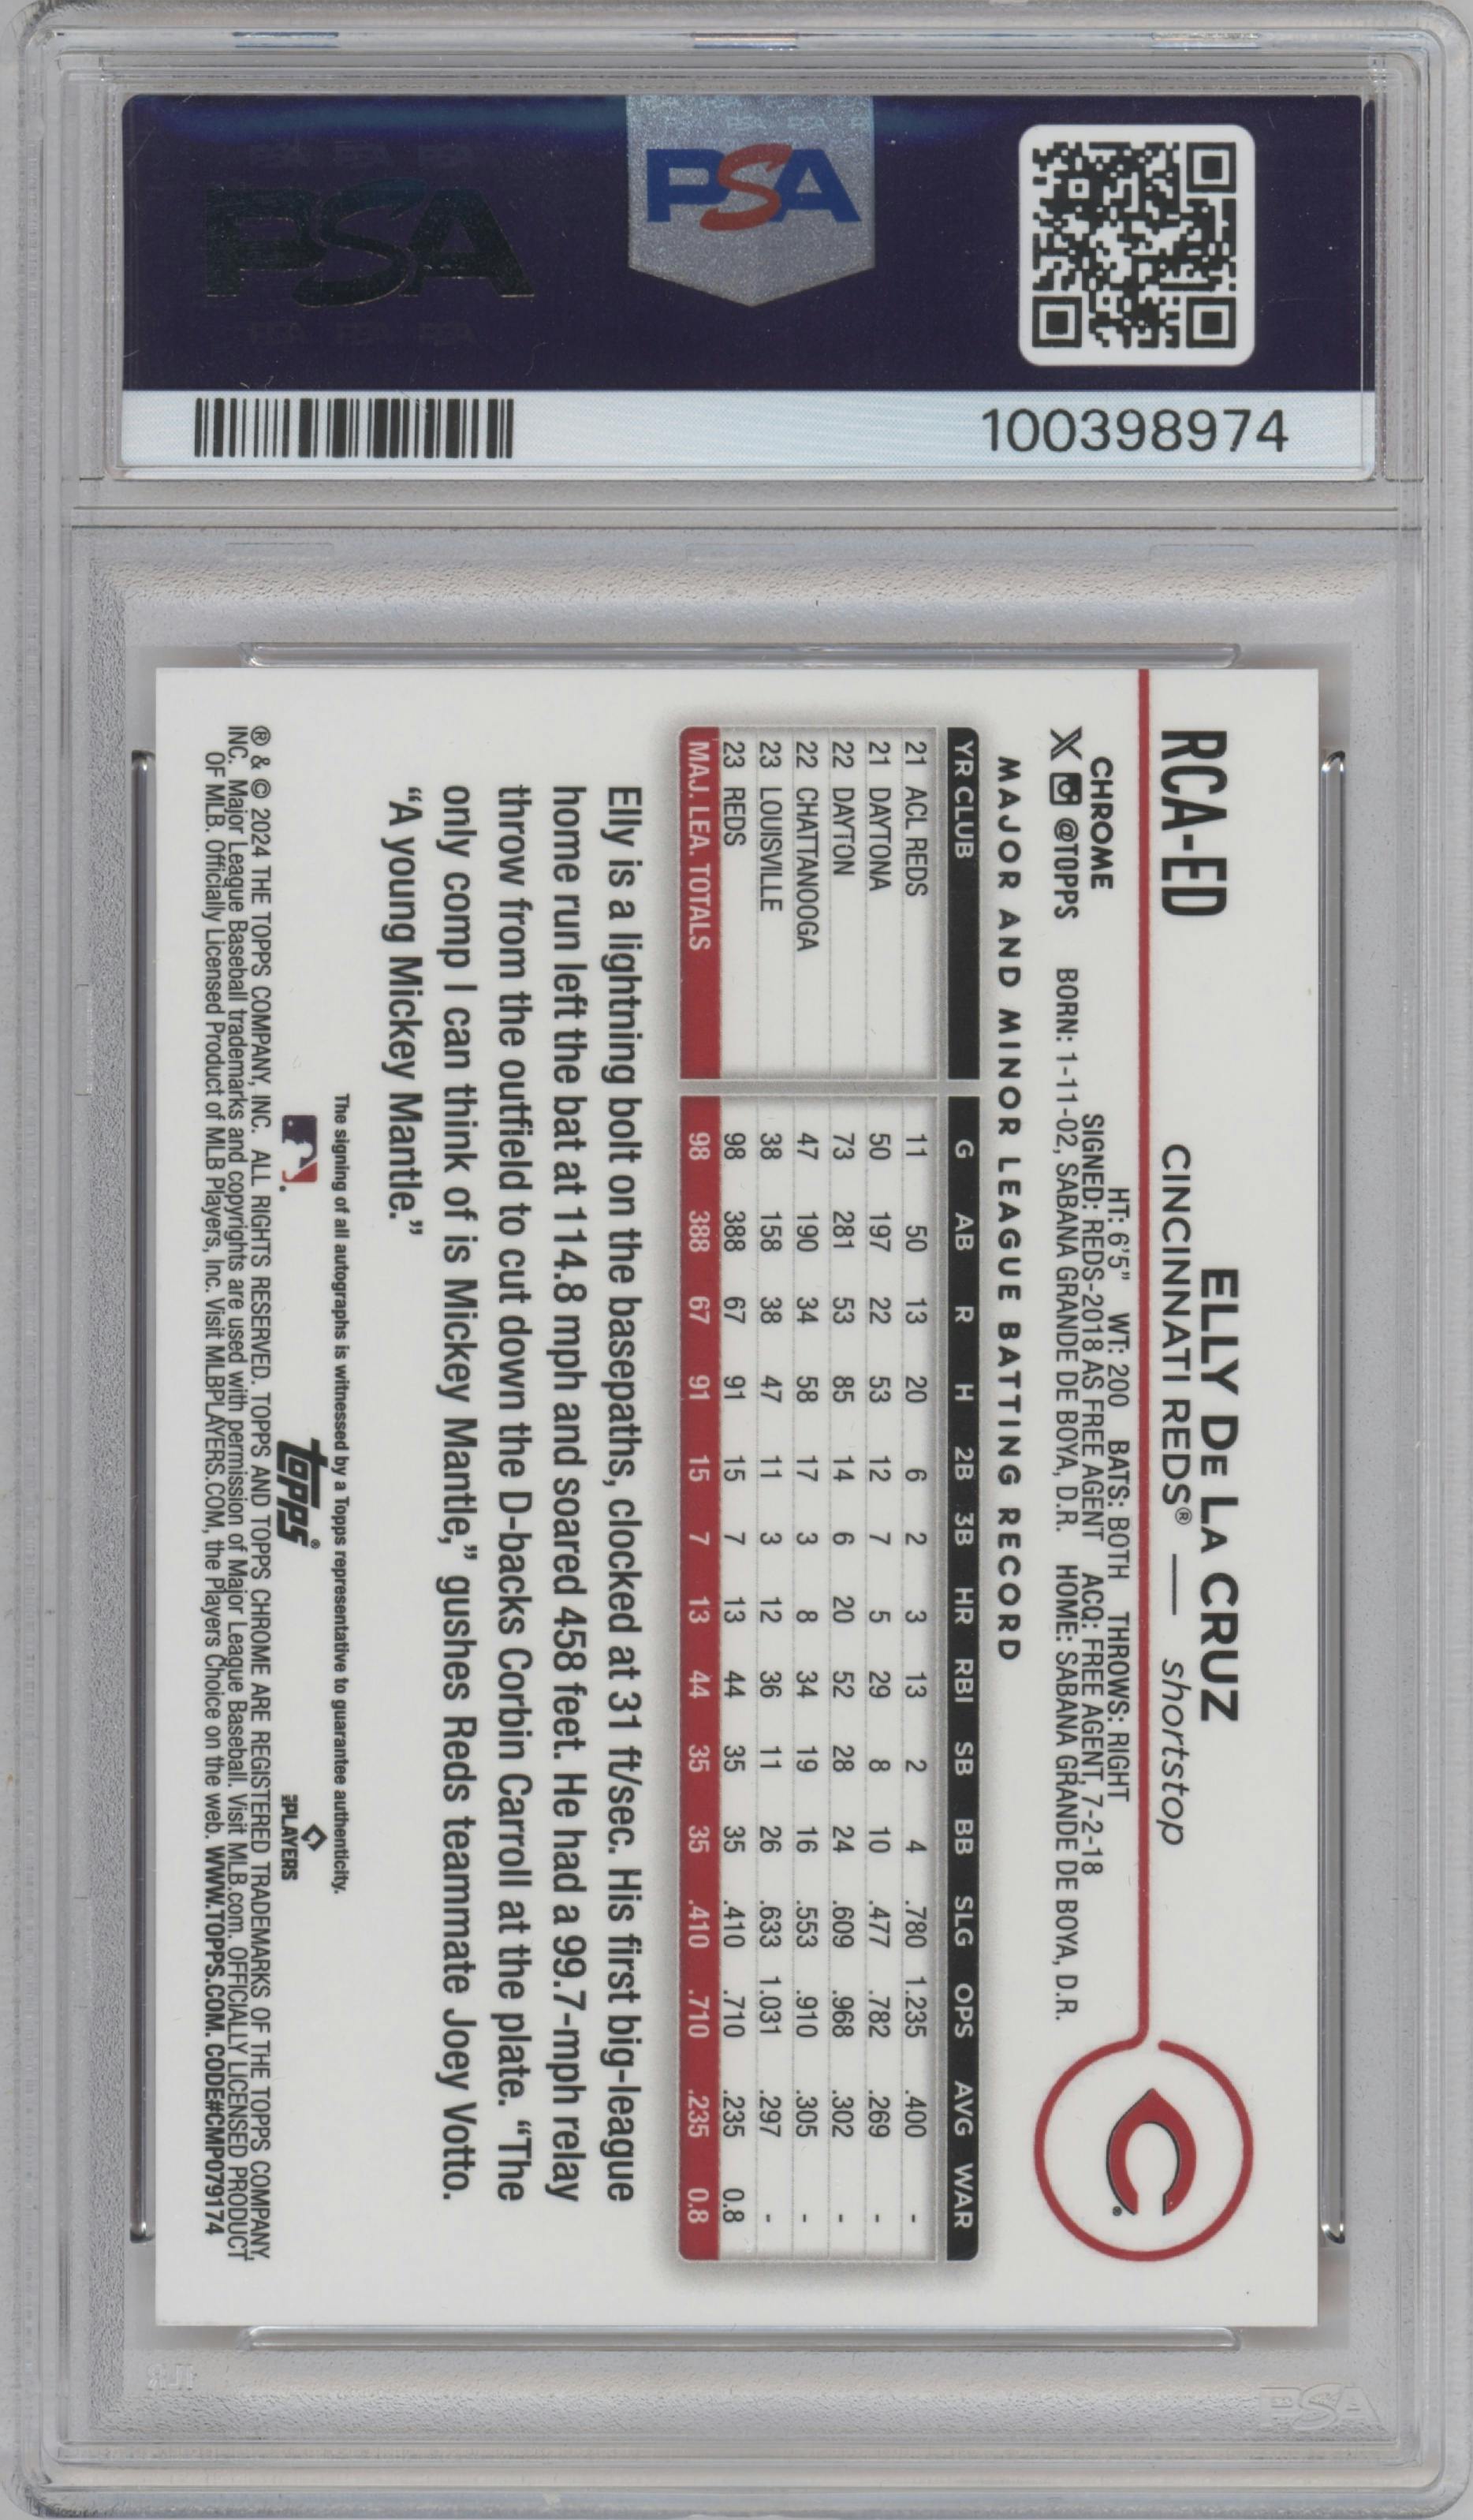 PSA
PSA
100398974
RCA-ED
ELLY DE LA CRUZ
CINCINNATI REDS® — shortstop
CHROME
X @TOPPS
HT: 6'5" WT: 200 BATS: BOTH THROWS: RIGHT
SIGNED: REDS-2018 AS FREE AGENT ACQ: FREE AGENT, 7-2-18
BORN: 1-11-02, SABANA GRANDE DE BOYA, D.R. HOME: SABANA GRANDE DE BOYA, D.R.
MAJOR AND MINOR LEAGUE BATTING RECORD
YR CLUB G AB R H 2B 3B HR RBI SB BB SLG OPS AVG WAR
21 ACL REDS 11 50 13 20 6 2 3 13 2 4 .780 1.235 .400 -
21 DAYTONA 50 197 22 53 12 7 5 29 8 10 .477 .782 .269 -
22 DAYTON 73 281 53 85 14 6 20 52 28 24 .609 .968 .302 -
22 CHATTANOOGA 47 190 34 58 17 3 8 34 19 16 .553 .910 .305 -
23 LOUISVILLE 38 158 38 47 11 3 12 36 11 26 .633 1.031 .297 -
23 REDS 98 388 67 91 15 7 13 44 35 35 .410 .710 .235 0.8
MAJ. LEA. TOTALS 98 388 67 91 15 7 13 44 35 35 .410 .710 .235 0.8
Elly is a lightning bolt on the basepaths, clocked at 31 ft/sec. His first big-league
home run left the bat at 114.8 mph and soared 458 feet. He had a 99.7-mph relay
throw from the outfield to cut down the D-backs Corbin Carroll at the plate. “The
only comp I can think of is Mickey Mantle,” gushes Reds teammate Joey Votto.
“A young Mickey Mantle.”
The signing of all autographs is witnessed by a Topps representative to guarantee authenticity.
topps®
PLAYERS
® & © 2024 THE TOPPS COMPANY, INC. ALL RIGHTS RESERVED. TOPPS AND TOPPS CHROME ARE REGISTERED TRADEMARKS OF THE TOPPS COMPANY,
INC. Major League Baseball trademarks and copyrights are used with permission of Major League Baseball. Visit MLB.com. OFFICIALLY LICENSED PRODUCT
OF MLB. Officially Licensed Product of MLB Players, Inc. Visit MLBPLAYERS.COM, the Players Choice on the web. WWW.TOPPS.COM. CODE#CMP079174
PSA